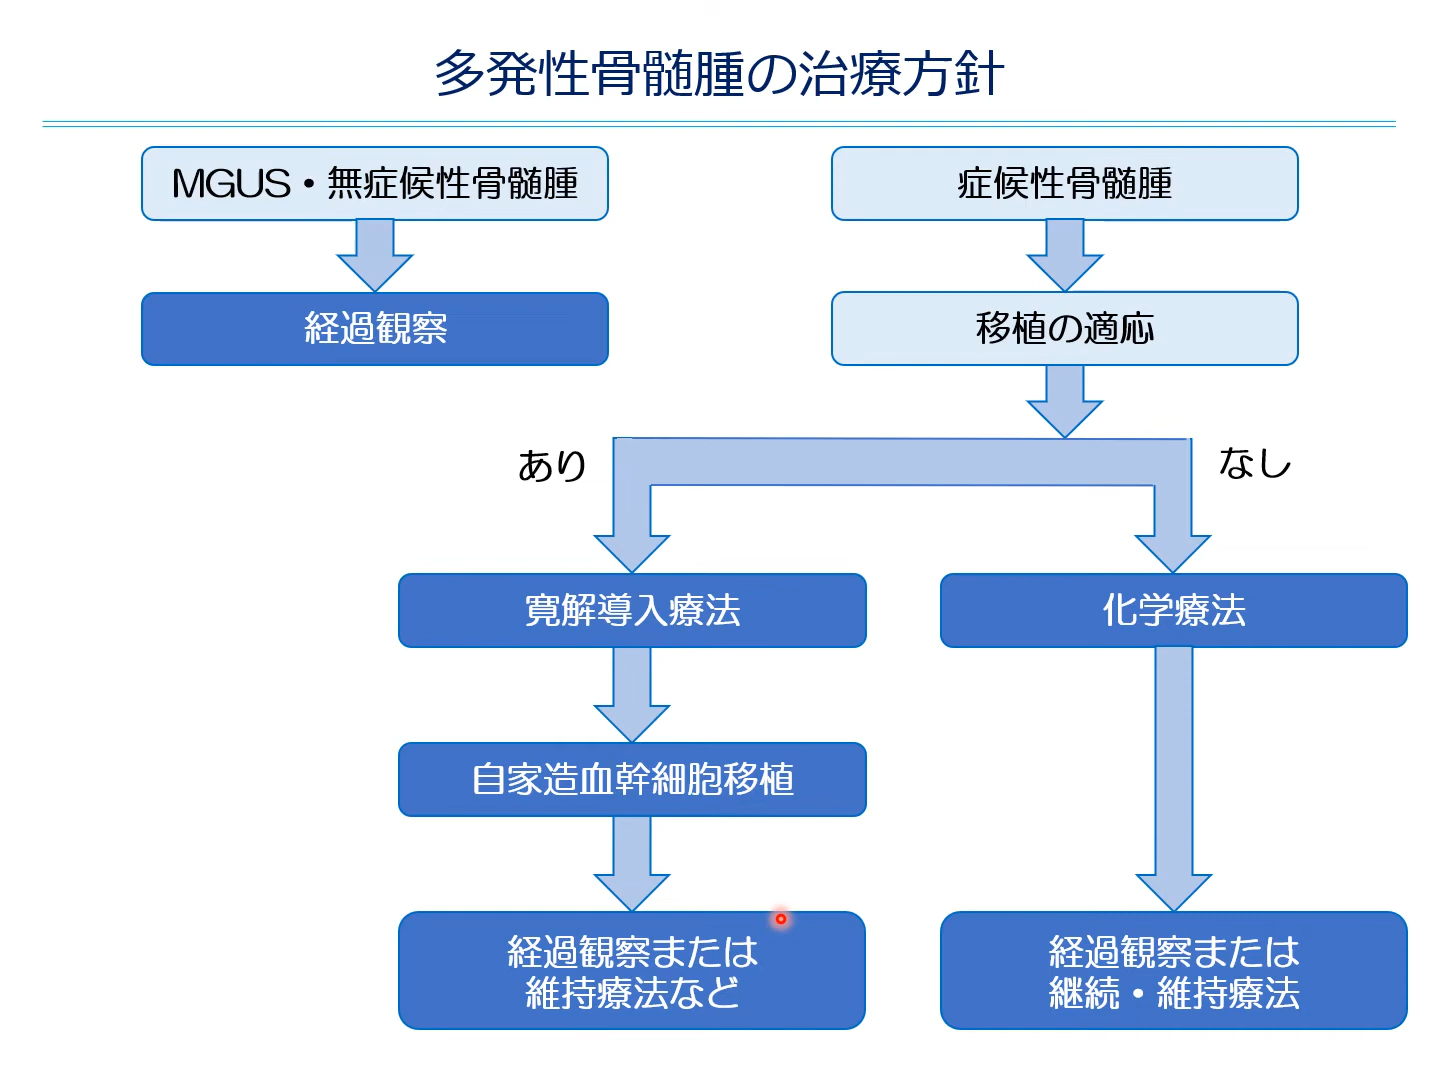 多発性骨髄腫の治療方針
MGUS・無症候性骨髄腫
経過観察
症候性骨髄腫
移植の適応
あり
なし
寛解導入療法
自家造血幹細胞移植
経過観察または
維持療法など
化学療法
経過観察または
継続・維持療法